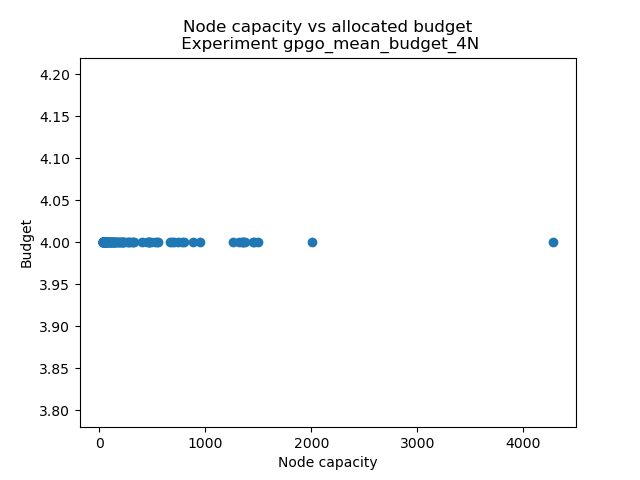 Node capacity vs allocated budget
Experiment gpgo_mean_budget_4N
4.20
4.15
4.10
4.05
4.00
3.95
3.90
3.85
3.80
Budget
0 1000 2000 3000 4000
Node capacity